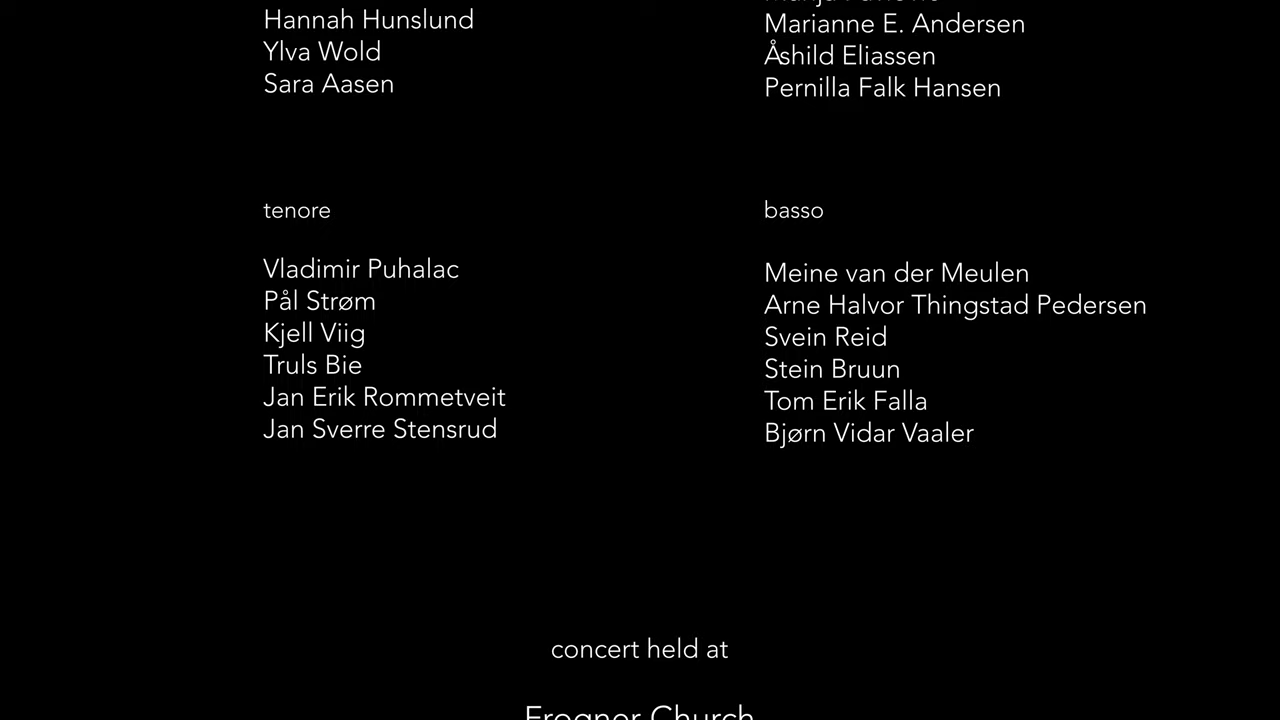 Hannah Hunslund
Ylva Wold
Sara Aasen
Marianne E. Andersen
Åshild Eliassen
Pernilla Falk Hansen
tenore
Vladimir Puhalac
Pål Strøm
Kjell Viig
Truls Bie
Jan Erik Rommetveit
Jan Sverre Stensrud
basso
Meine van der Meulen
Arne Halvor Thingstad Pedersen
Svein Reid
Stein Bruun
Tom Erik Falla
Bjørn Vidar Vaaler
concert held at
Frogner Church